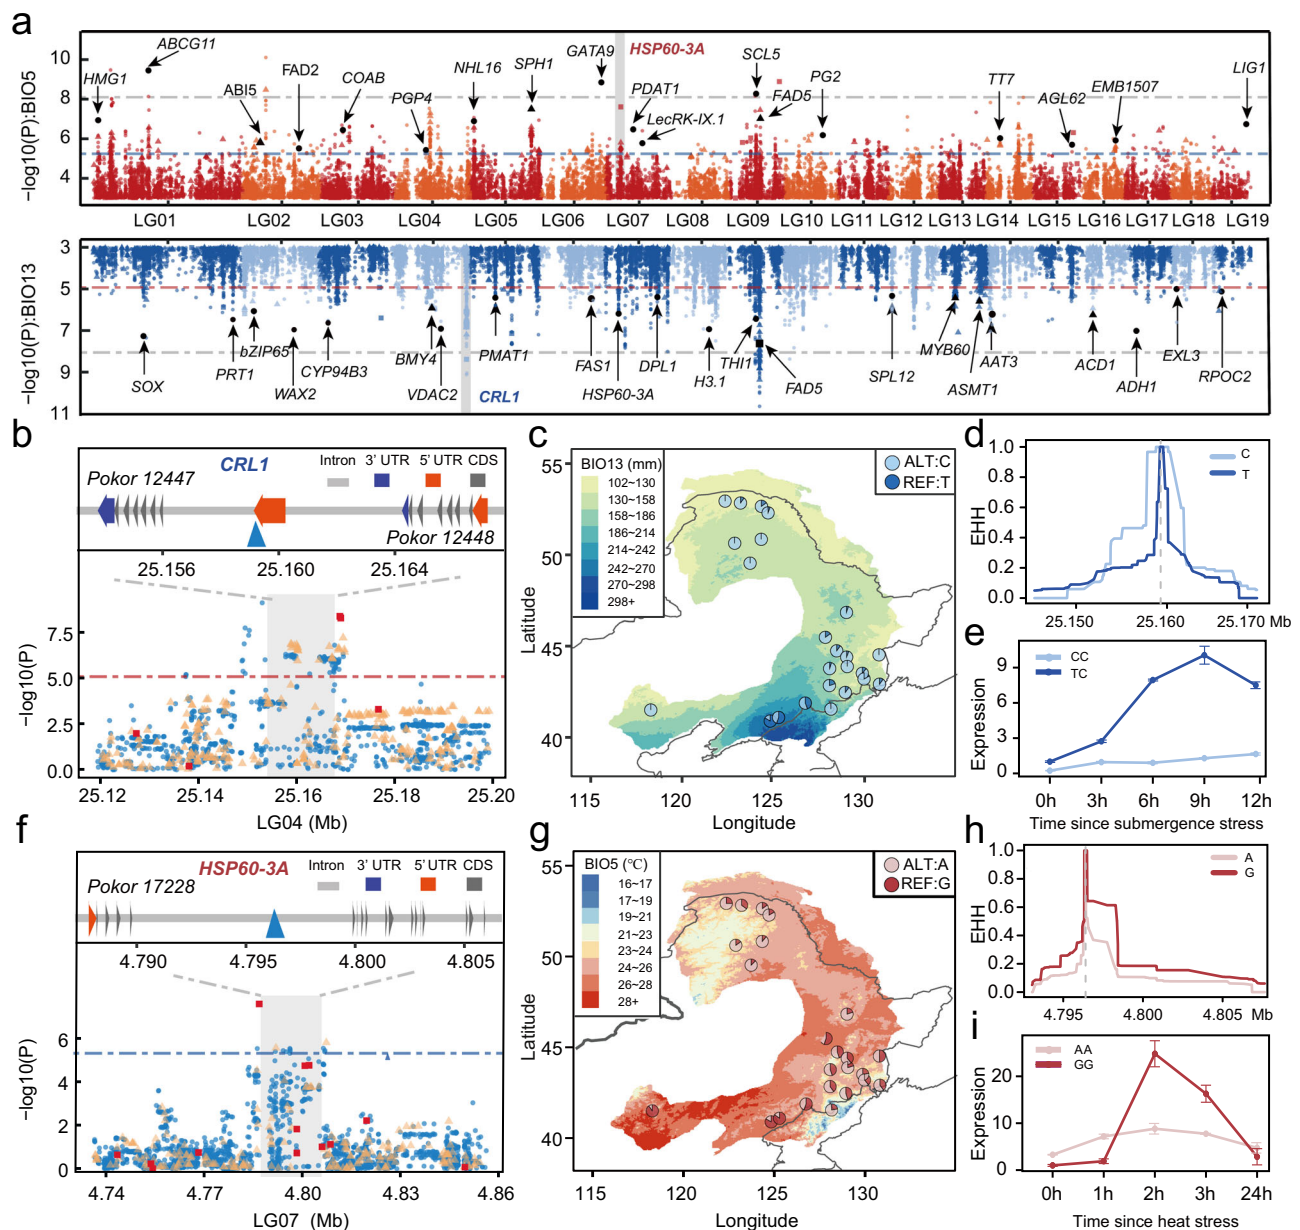 a
−log10(P):BIO5
10
8
6
4
HMG1
ABCG11
ABI5
FAD2
COAB
PGP4
NHL16
SPH1
GATA9
HSP60-3A
PDAT1
LecRK-IX.1
SCL5
FAD5
PG2
TT7
AGL62
EMB1507
LIG1
LG01 LG02 LG03 LG04 LG05 LG06 LG07 LG08 LG09 LG10 LG11 LG12 LG13 LG14 LG15 LG16 LG17 LG18 LG19
−log10(P):BIO13
3
5
7
9
11
SOX
PRT1
bZIP65
WAX2
CYP94B3
BMY4
VDAC2
CRL1
PMAT1
FAS1
HSP60-3A
DPL1
H3.1
THI1
FAD5
SPL12
MYB60
ASMT1
AAT3
ACD1
ADH1
EXL3
RPOC2
b
CRL1
Pokor 12447
Intron 3' UTR 5' UTR CDS
Pokor 12448
25.156 25.160 25.164
−log10(P)
7.5
5.0
2.5
0.0
25.12 25.14 25.16 25.18 25.20
LG04 (Mb)
c
BIO13 (mm)
102~130
130~158
158~186
186~214
214~242
242~270
270~298
298+
ALT:C
REF:T
Latitude
55
50
45
40
115 120 125 130
Longitude
d
EHH
1.0
0.8
0.6
0.4
0.2
0.0
C
T
25.150 25.160 25.170 Mb
e
Expression
9
6
3
0
CC
TC
0h 3h 6h 9h 12h
Time since submergence stress
f
HSP60-3A
Pokor 17228
Intron 3' UTR 5' UTR CDS
4.790 4.795 4.800 4.805
−log10(P)
6
4
2
0
4.74 4.77 4.80 4.83 4.86
LG07 (Mb)
g
BIO5 (℃)
16~17
17~19
19~21
21~23
23~24
24~26
26~28
28+
ALT:A
REF:G
Latitude
55
50
45
40
115 120 125 130
Longitude
h
EHH
1.0
0.8
0.6
0.4
0.2
0.0
A
G
4.795 4.800 4.805 Mb
i
Expression
20
10
0
AA
GG
0h 1h 2h 3h 24h
Time since heat stress